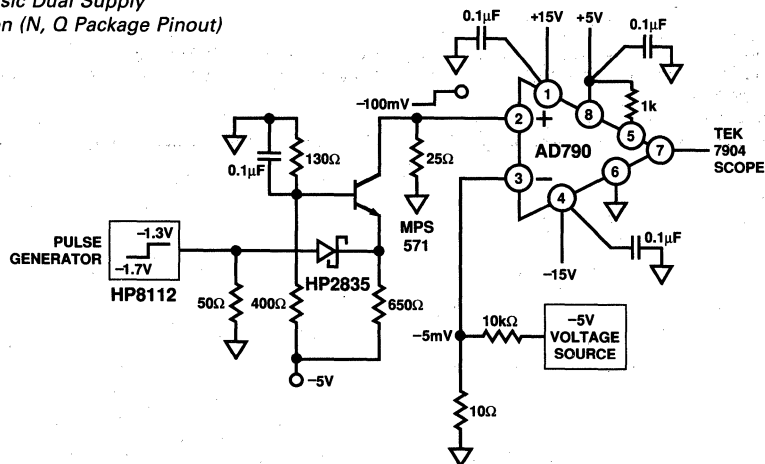 sic Dual Supply
n (N, Q Package Pinout)
0.1µF
+15V
+5V
0.1µF
–100mV
1
8
1k
2
+
5
AD790
7
TEK
7904
SCOPE
3
–
6
4
0.1µF
–15V
0.1µF
130Ω
25Ω
MPS
571
PULSE
GENERATOR
–1.3V
–1.7V
HP8112
HP2835
50Ω
400Ω
650Ω
–5V
–5mV
10kΩ
–5V
VOLTAGE
SOURCE
10Ω